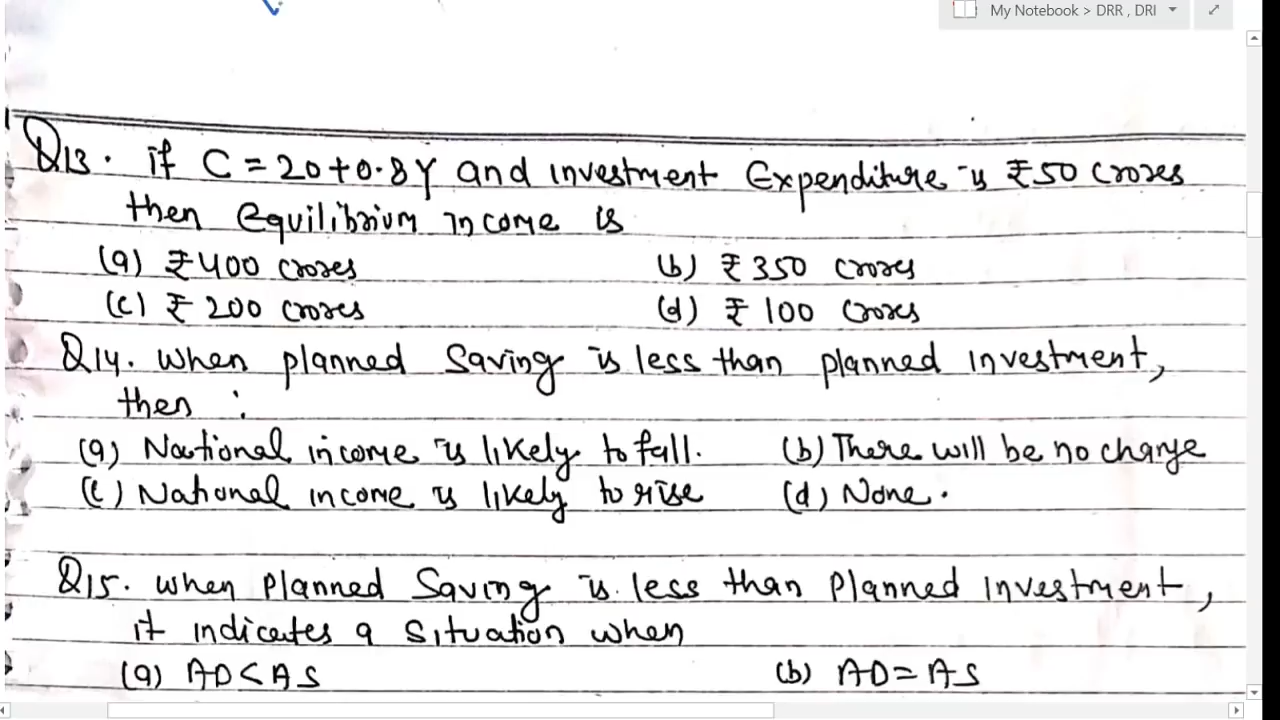 My Notebook > DRR , DRI
Q13. if C = 20+0.8Y and investment Expenditure is ₹50 crores
then Equilibrium income is
(a) ₹400 crores (b) ₹350 crores
(c) ₹200 crores (d) ₹100 crores
Q14. when planned Saving is less than planned investment,
then :
(a) National income is likely to fall. (b) There will be no change
(c) National income is likely to rise (d) None.
Q15. when Planned Saving is less than Planned Investment,
it indicates a situation when
(a) AD<AS (b) AD=AS